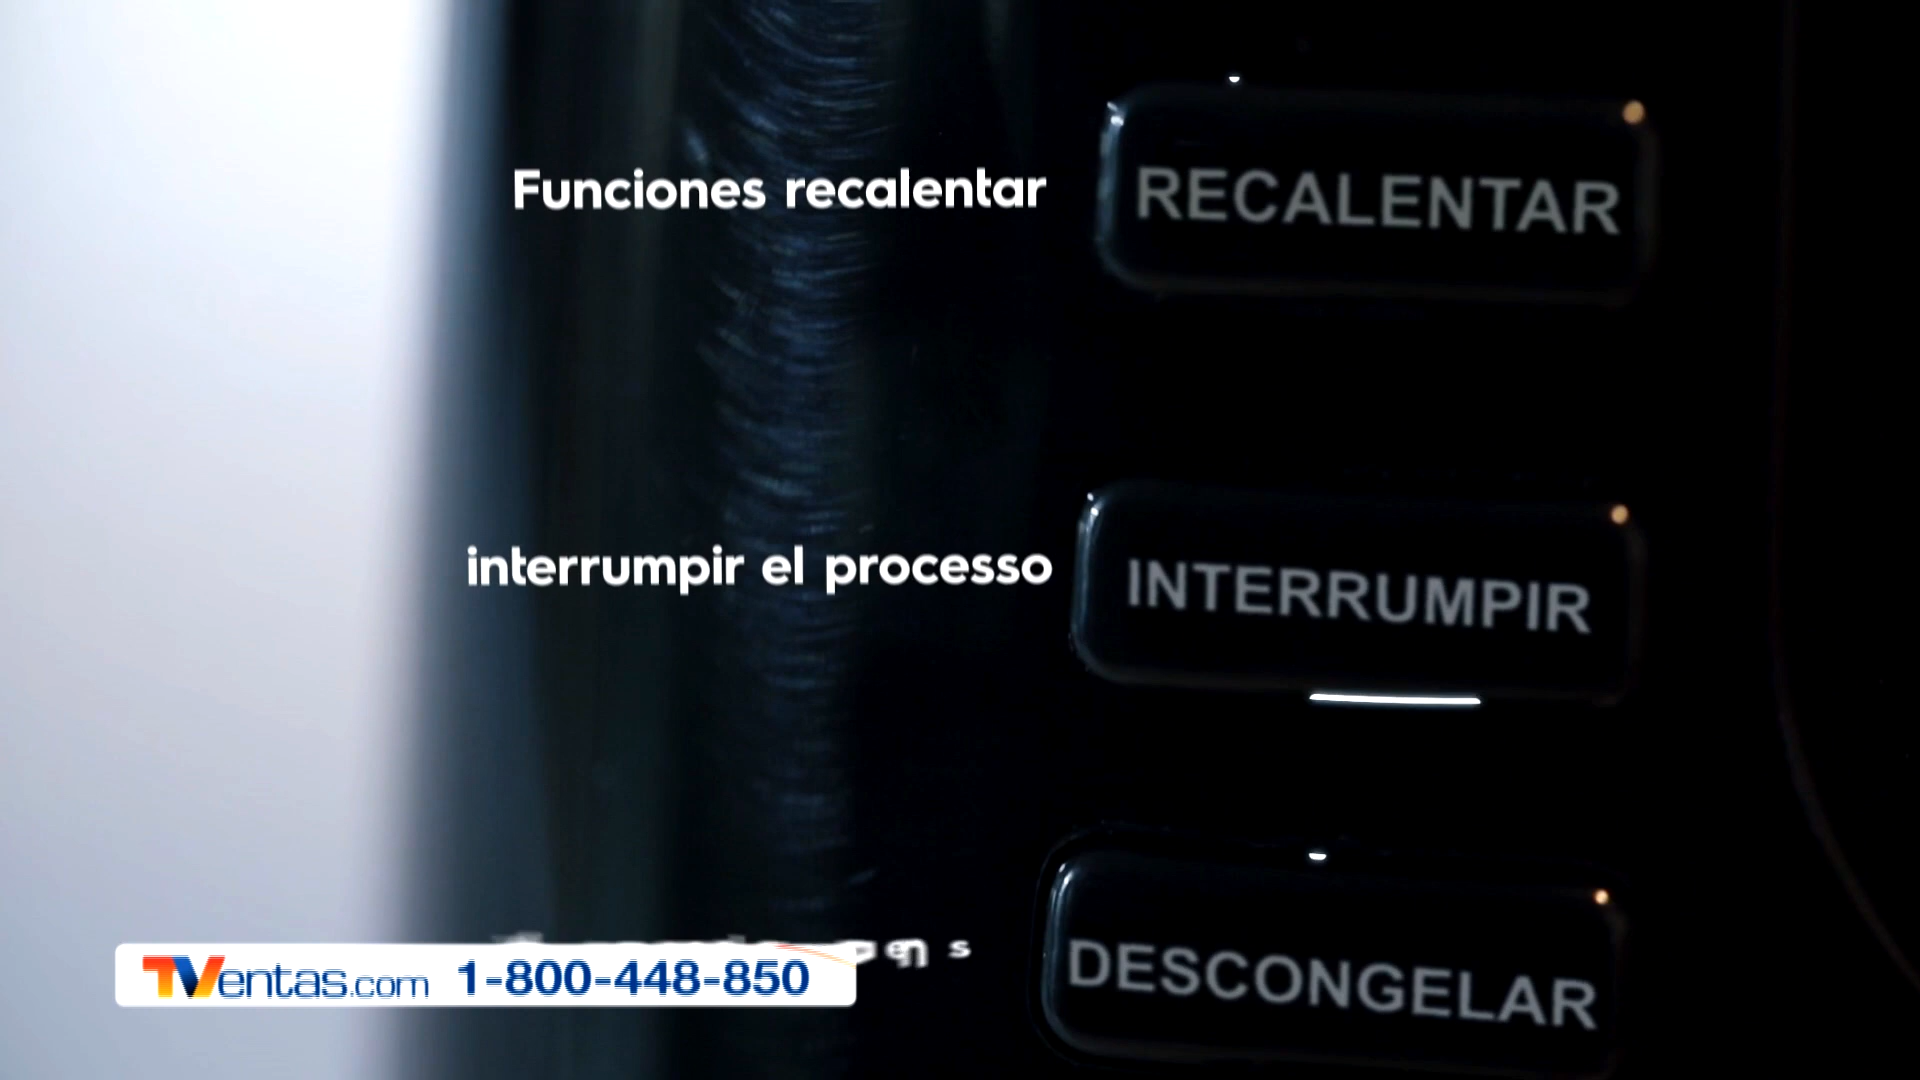 Funciones recalentar
RECALENTAR
interrumpir el processo
INTERRUMPIR
DESCONGELAR
TVentas.com 1-800-448-850